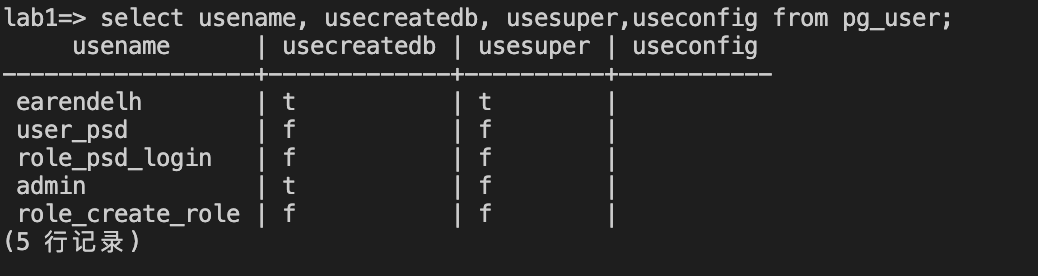 lab1=> select usename, usecreatedb, usesuper,useconfig from pg_user;
     usename     | usecreatedb | usesuper | useconfig
-----------------+-------------+----------+-----------
 earendelh       | t           | t        |
 user_psd        | f           | f        |
 role_psd_login  | f           | f        |
 admin           | t           | f        |
 role_create_role | f           | f        |
(5 行记录)